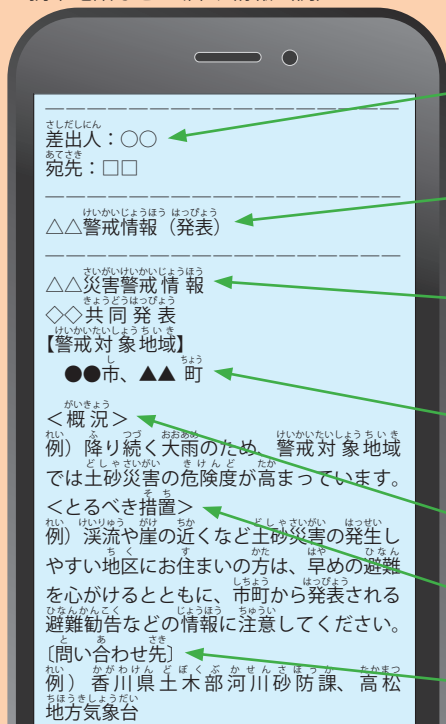 差出人：○○
宛先：□□
△△警戒情報（発表）
△△災害警戒情報
◇◇共同発表
【警戒対象地域】
●●市、▲▲町
＜概況＞
例）降り続く大雨のため、警戒対象地域
では土砂災害の危険度が高まっています。
＜とるべき措置＞
例）渓流や崖の近くなど土砂災害の発生し
やすい地区にお住まいの方は、早めの避難
を心がけるとともに、市町から発表される
避難勧告などの情報に注意してください。
〔問い合わせ先〕
例）香川県土木部河川砂防課、高松
地方気象台